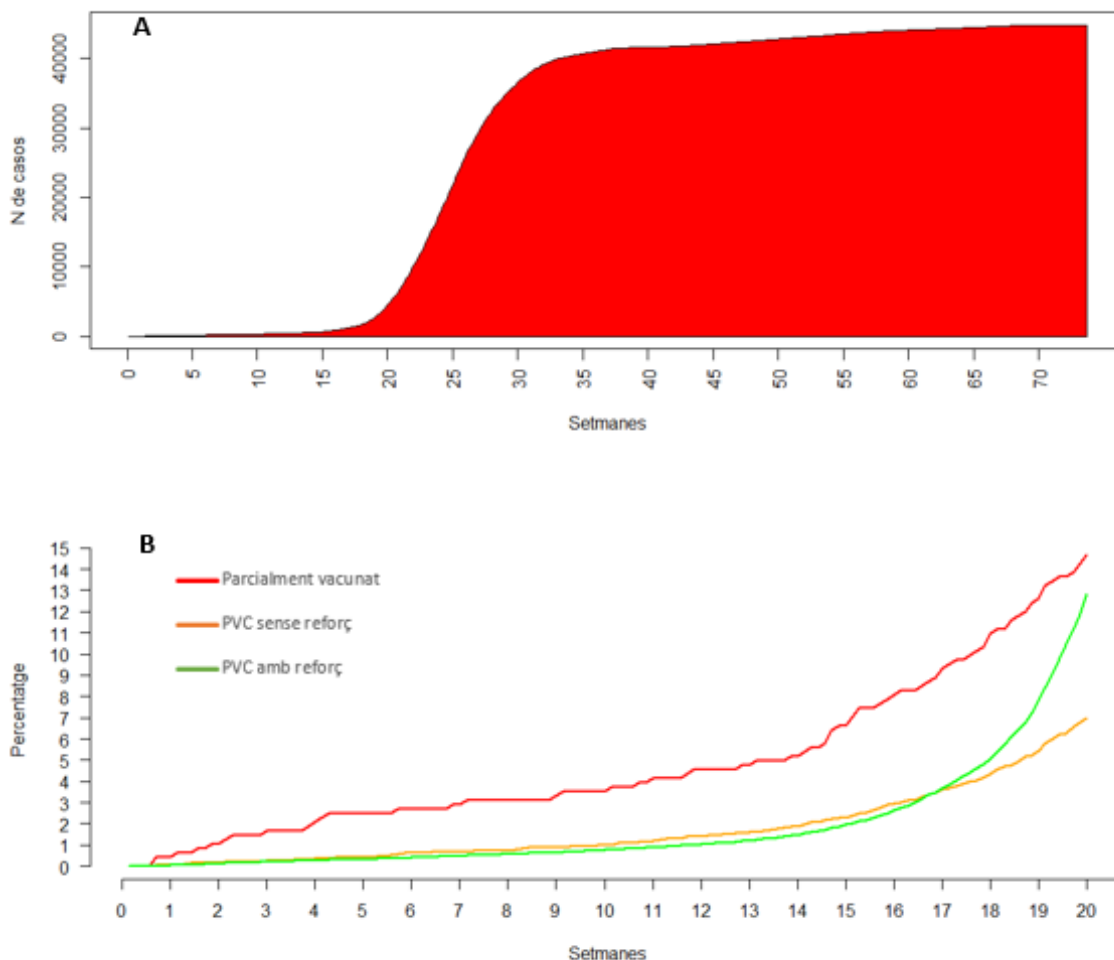 A
N de casos
40000
30000
20000
10000
0
0 5 10 15 20 25 30 35 40 45 50 55 60 65 70
Setmanes
B
Percentatge
15
14
13
12
11
10
9
8
7
6
5
4
3
2
1
0
Parcialment vacunat
PVC sense reforç
PVC amb reforç
0 1 2 3 4 5 6 7 8 9 10 11 12 13 14 15 16 17 18 19 20
Setmanes